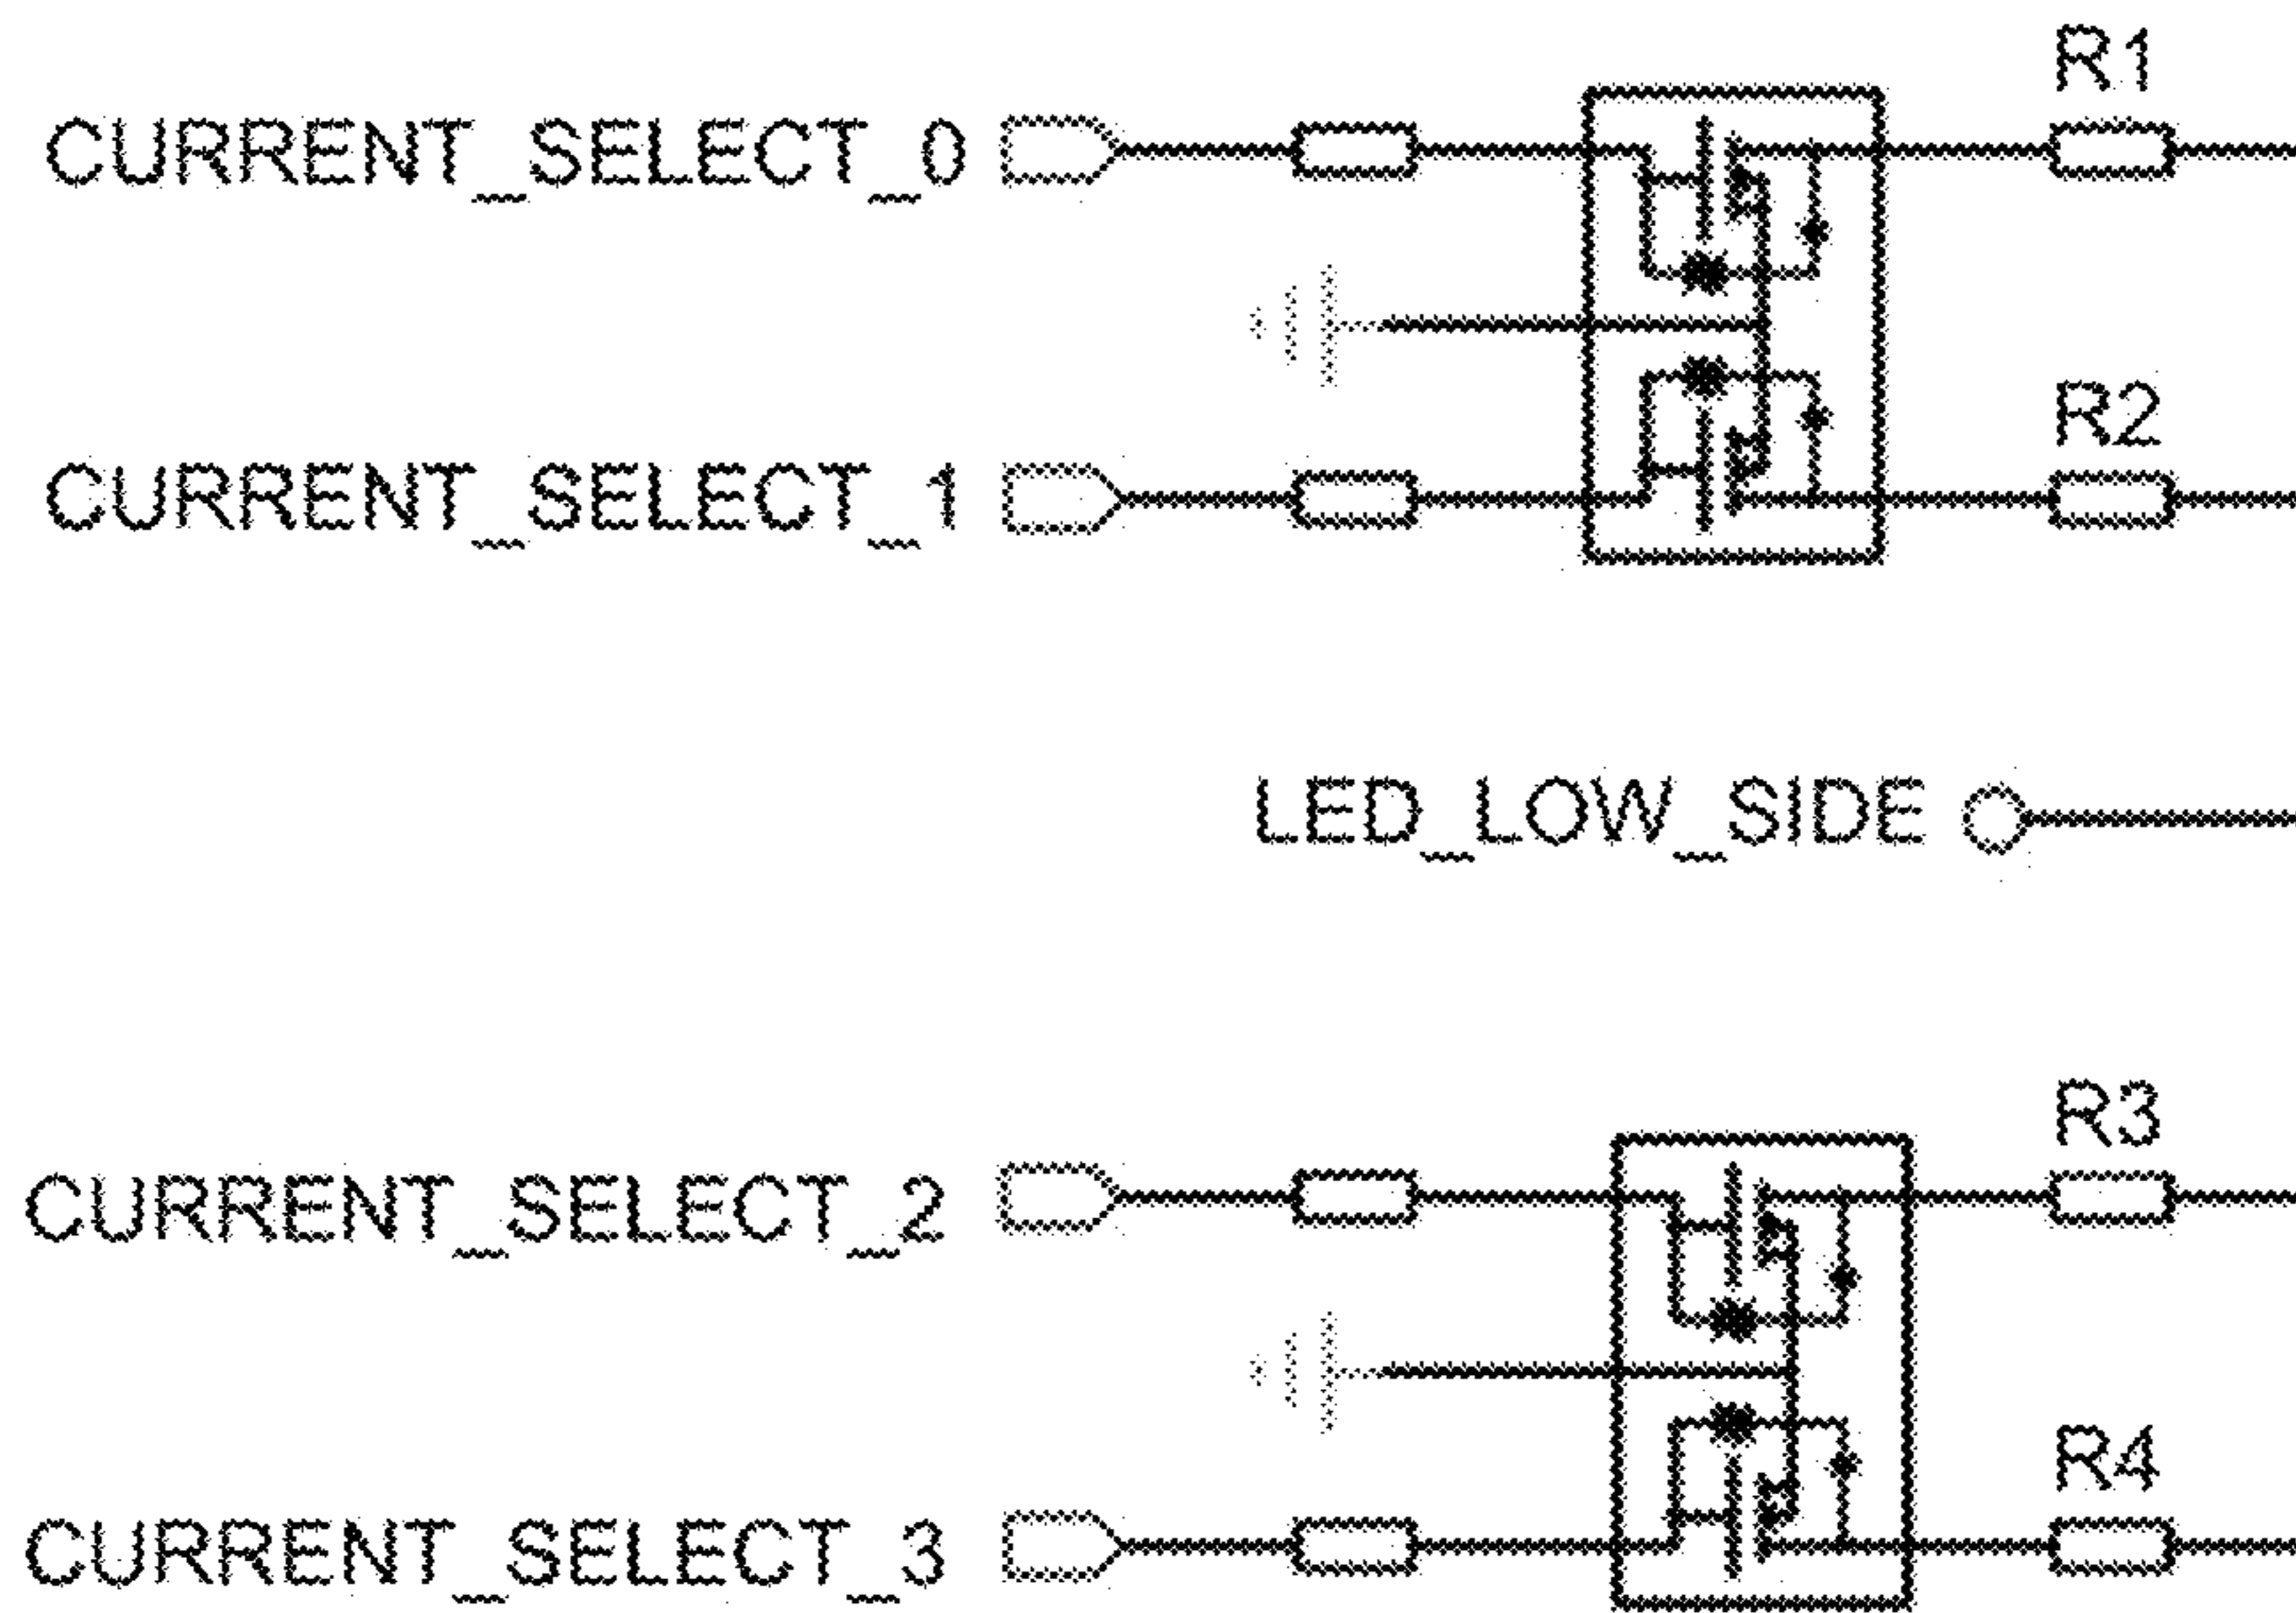 R1
CURRENT_SELECT_0
R2
CURRENT_SELECT_1
LED_LOW_SIDE
R3
CURRENT_SELECT_2
R4
CURRENT_SELECT_3